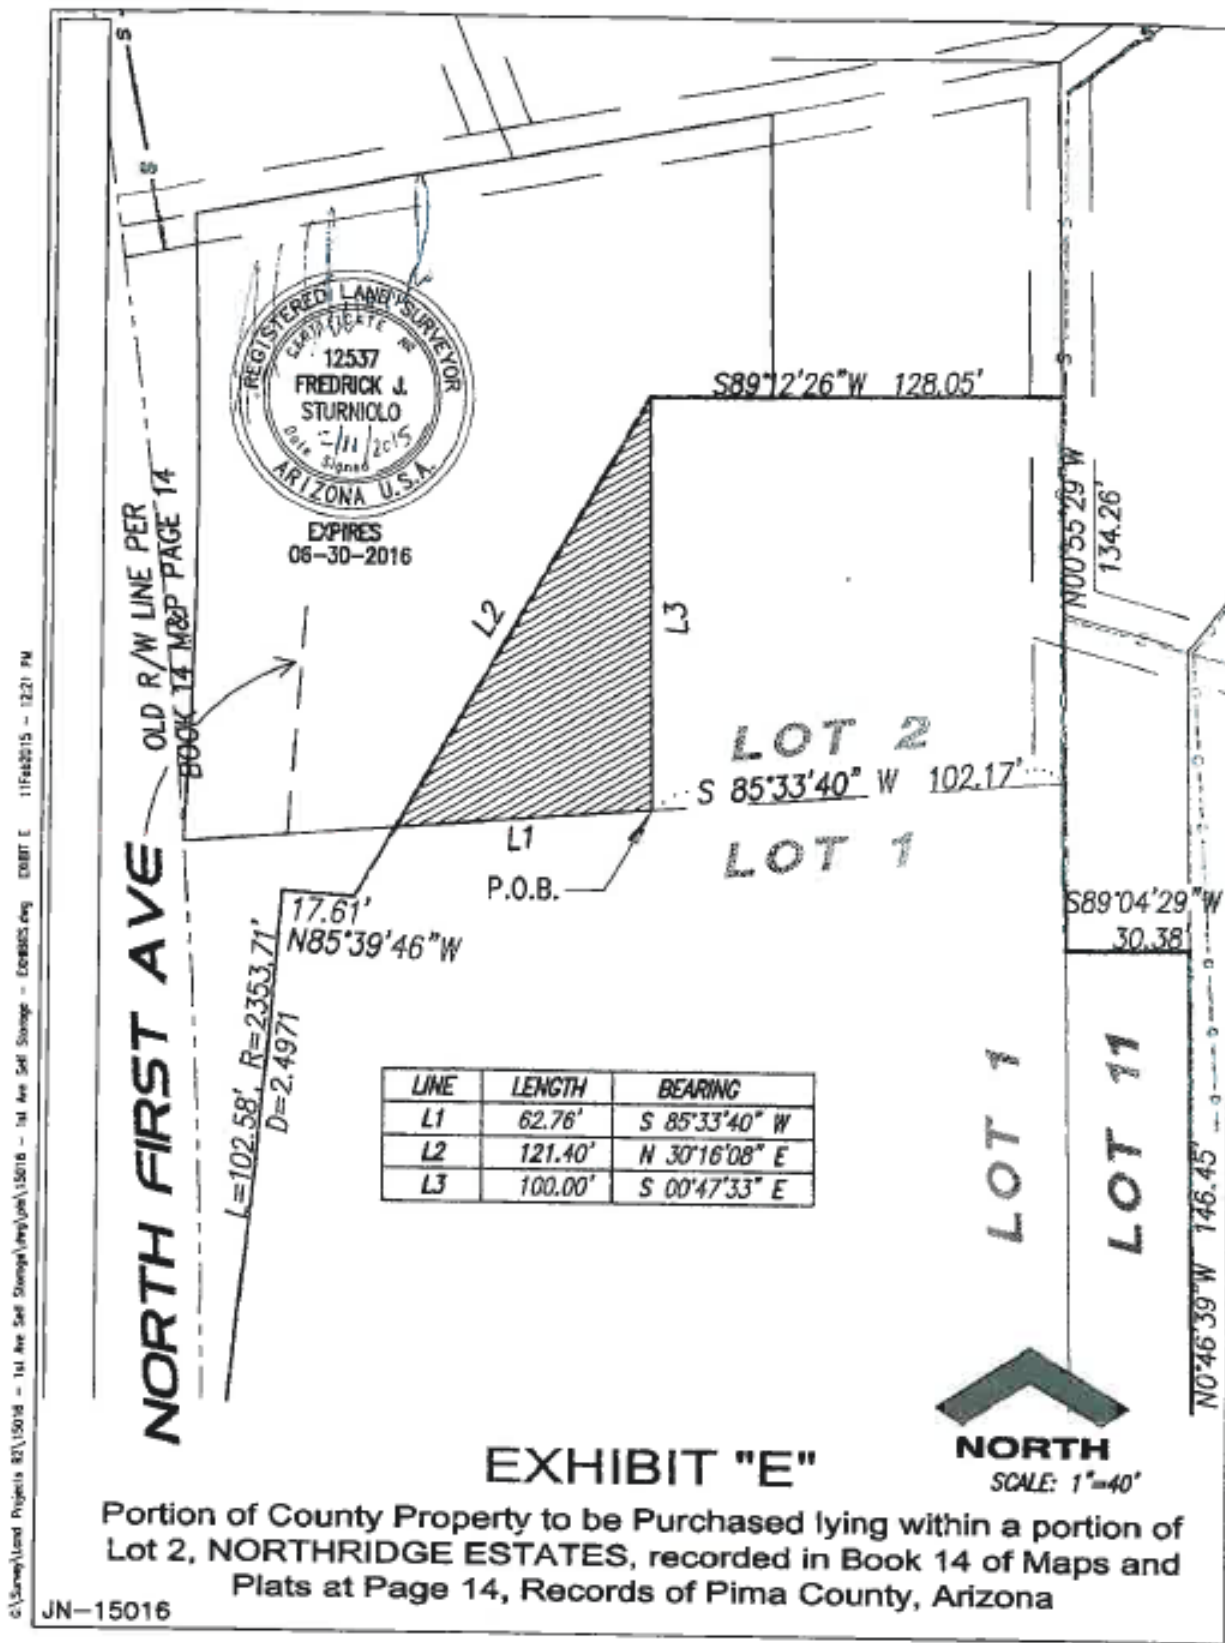 S
S
REGISTERED LAND SURVEYOR
CERTIFICATE
12537
FREDRICK J.
STURNIOLO
Date Signed
ARIZONA U.S.A.
EXPIRES
06-30-2016
S89°12'26"W 128.05'
S
S
S
N00°55'29"W
134.26'
OLD R/W LINE PER
BOOK 14 M&P PAGE 14
L2
L3
LOT 2
S 85°33'40" W 102.17'
L1
LOT 1
P.O.B.
17.61'
N85°39'46"W
S89°04'29"W
30.38'
NORTH FIRST AVE
L=102.58', R=2353.71'
D=2.4971
LINE LENGTH BEARING
L1 62.76' S 85°33'40" W
L2 121.40' N 30°16'08" E
L3 100.00' S 00°47'33" E
LOT 1
LOT 11
N0°46'39"W 146.45'
NORTH
SCALE: 1"=40'
EXHIBIT "E"
Portion of County Property to be Purchased lying within a portion of
Lot 2, NORTHRIDGE ESTATES, recorded in Book 14 of Maps and
Plats at Page 14, Records of Pima County, Arizona
JN-15016
EXHIBIT E 11Feb2015 - 12:21 PM